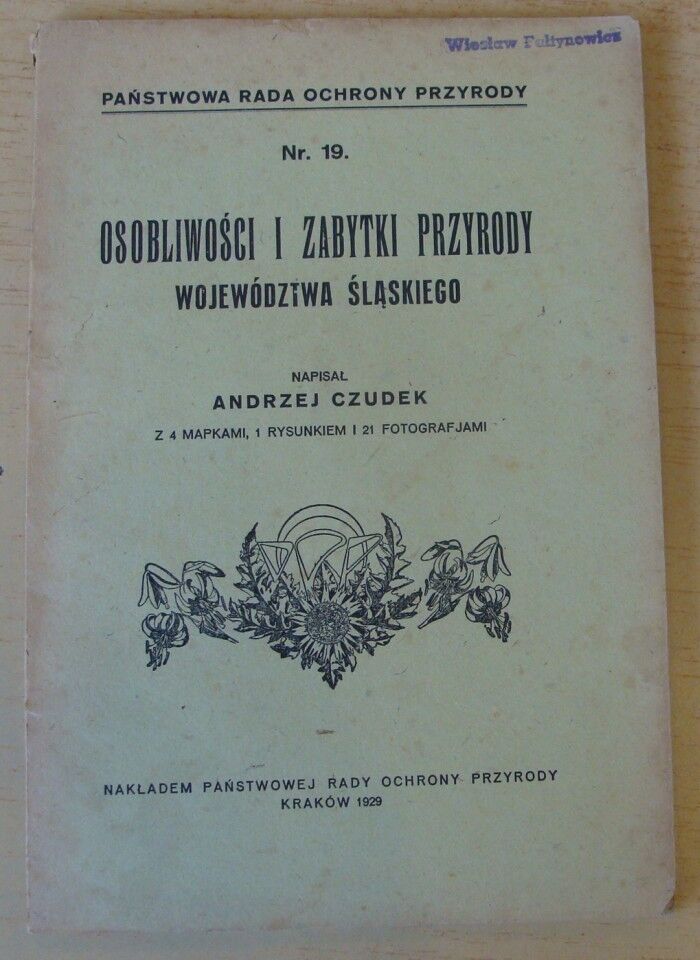 Wiesław Faltynowicz
PAŃSTWOWA RADA OCHRONY PRZYRODY
Nr. 19.
OSOBLIWOŚCI I ZABYTKI PRZYRODY
WOJEWÓDZTWA ŚLĄSKIEGO
NAPISAŁ
ANDRZEJ CZUDEK
Z 4 MAPKAMI, 1 RYSUNKIEM I 21 FOTOGRAFJAMI
NAKŁADEM PAŃSTWOWEJ RADY OCHRONY PRZYRODY
KRAKÓW 1929